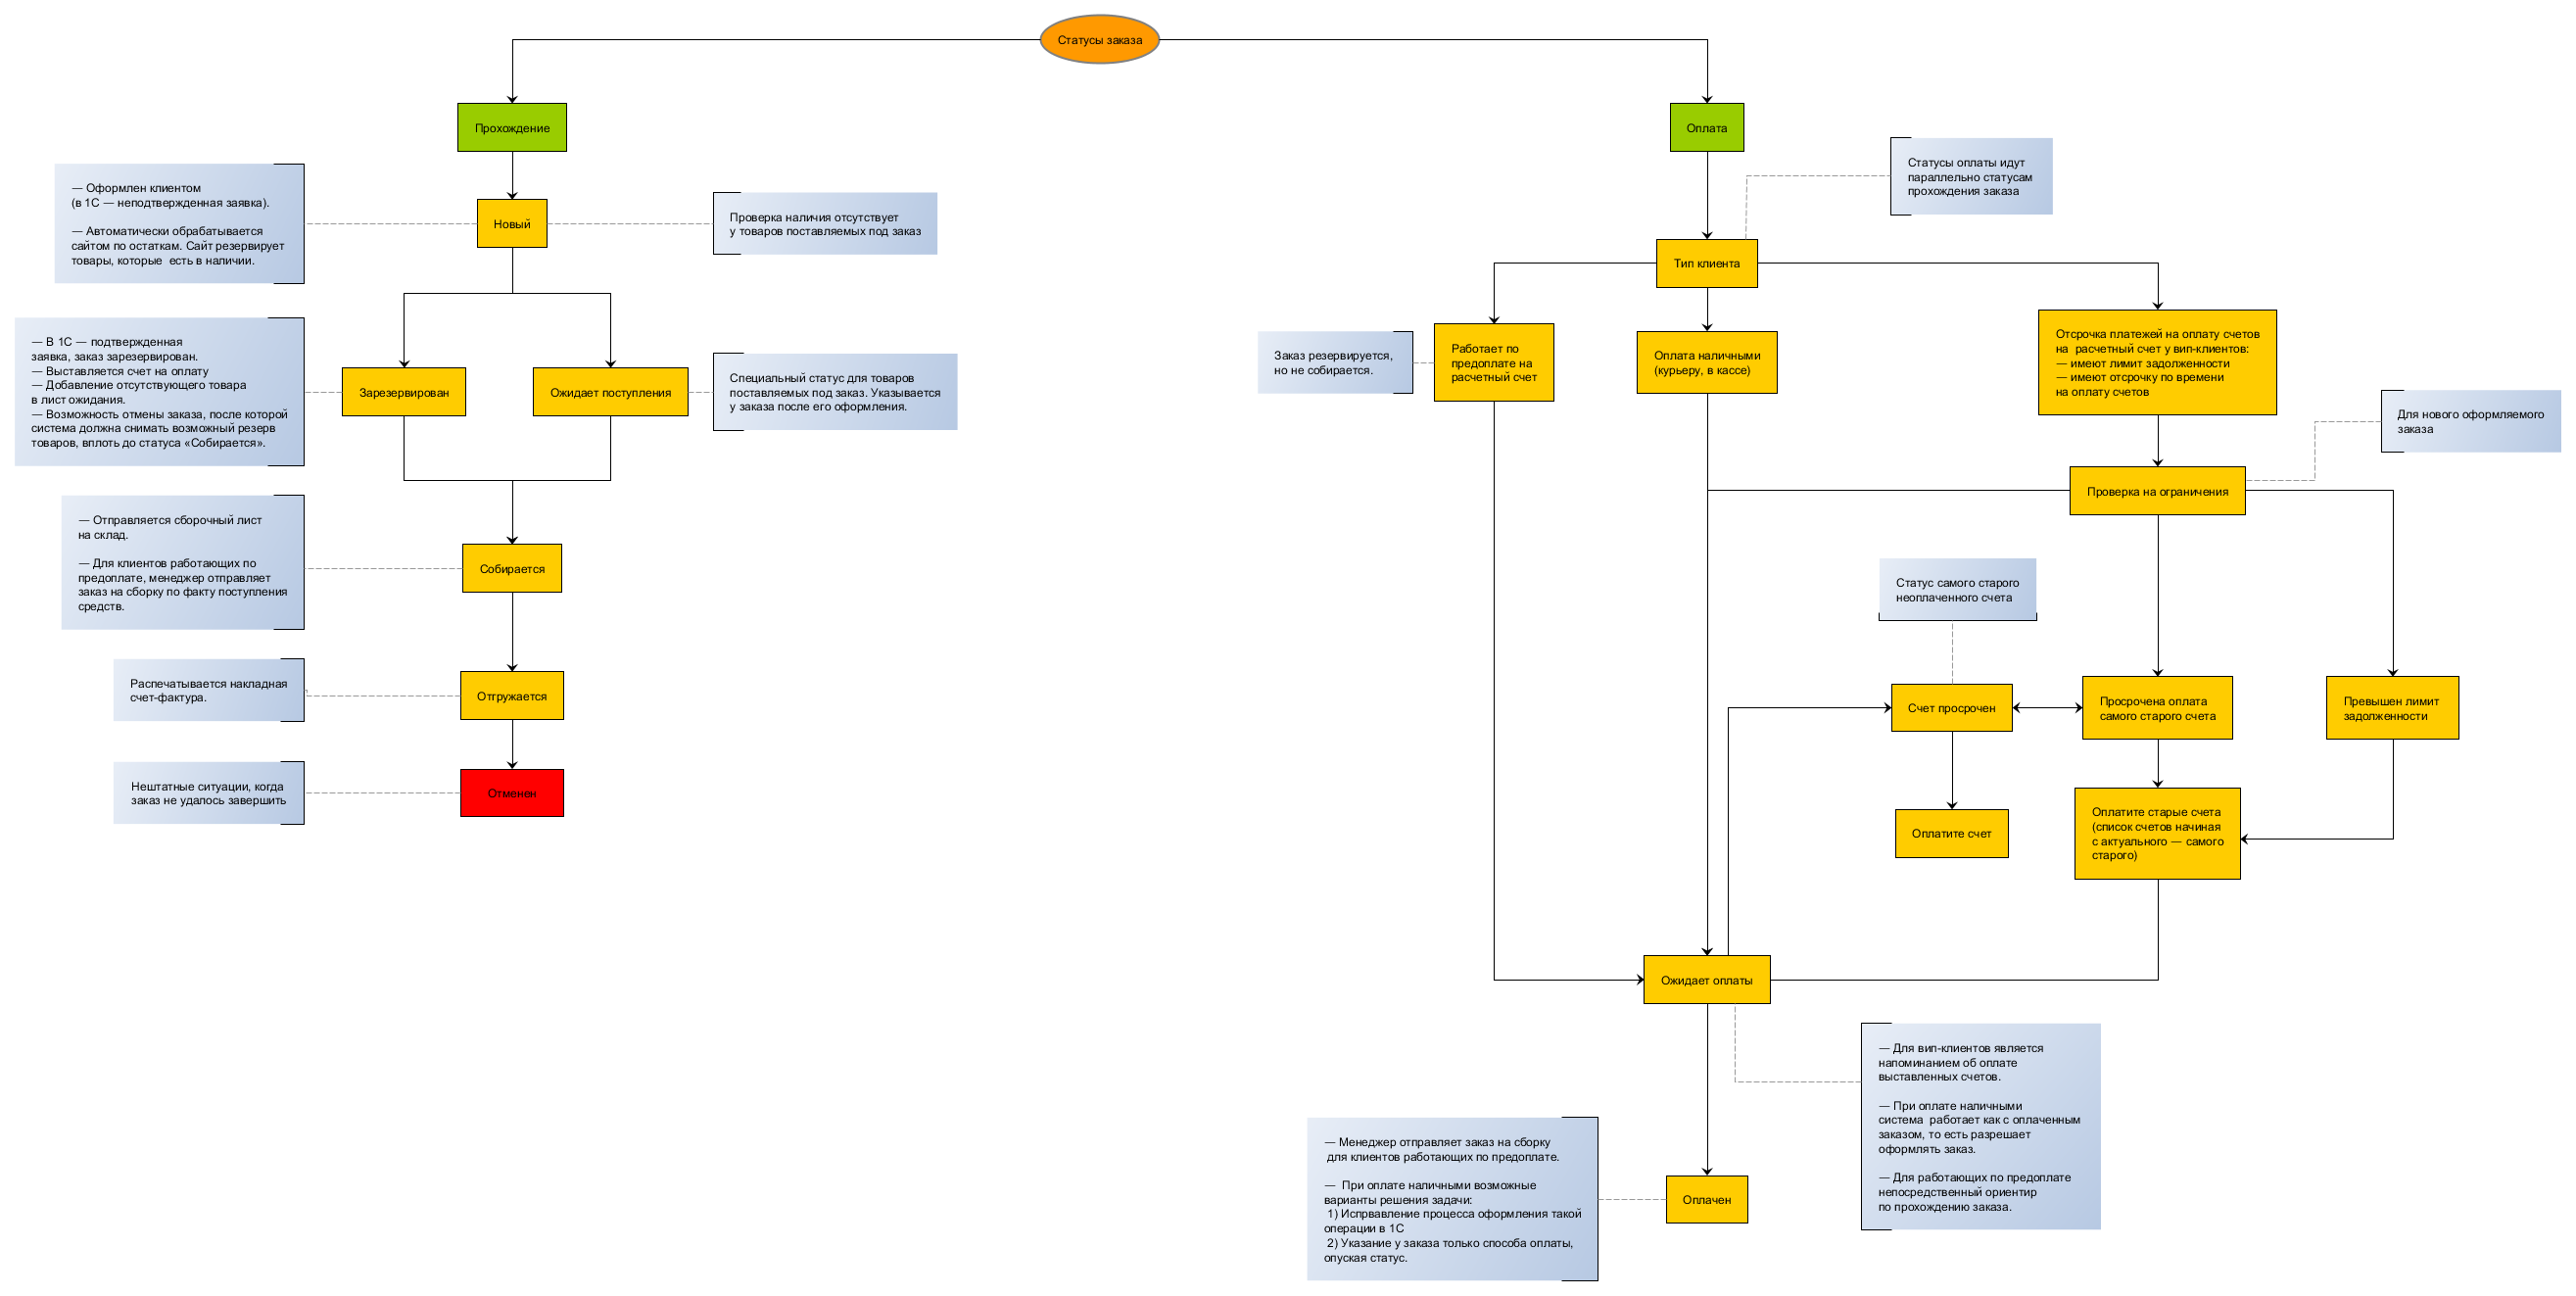 Статусы заказа
Прохождение
— Оформлен клиентом
(в 1С — неподтвержденная заявка).
— Автоматически обрабатывается
сайтом по остаткам. Сайт резервирует
товары, которые  есть в наличии.
Новый
Проверка наличия отсутствует
у товаров поставляемых под заказ
— В 1С — подтвержденная
заявка, заказ зарезервирован.
— Выставляется счет на оплату
— Добавление отсутствующего товара
в лист ожидания.
— Возможность отмены заказа, после которой
система должна снимать возможный резерв
товаров, вплоть до статуса «Собирается».
Зарезервирован
Ожидает поступления
Специальный статус для товаров
поставляемых под заказ. Указывается
у заказа после его оформления.
— Отправляется сборочный лист
на склад.
— Для клиентов работающих по
предоплате, менеджер отправляет
заказ на сборку по факту поступления
средств.
Собирается
Распечатывается накладная
счет-фактура.
Отгружается
Нештатные ситуации, когда
заказ не удалось завершить
Отменен
Оплата
Статусы оплаты идут
параллельно статусам
прохождения заказа
Тип клиента
Заказ резервируется,
но не собирается.
Работает по
предоплате на
расчетный счет
Оплата наличными
(курьеру, в кассе)
Отсрочка платежей на оплату счетов
на  расчетный счет у вип-клиентов:
— имеют лимит задолженности
— имеют отсрочку по времени
на оплату счетов
Для нового оформляемого
заказа
Проверка на ограничения
Статус самого старого
неоплаченного счета
Счет просрочен
Просрочена оплата
самого старого счета
Превышен лимит
задолженности
Оплатите счет
Оплатите старые счета
(список счетов начиная
с актуального — самого
старого)
Ожидает оплаты
— Для вип-клиентов является
напоминанием об оплате
выставленных счетов.
— При оплате наличными
система  работает как с оплаченным
заказом, то есть разрешает
оформлять заказ.
— Для работающих по предоплате
непосредственный ориентир
по прохождению заказа.
— Менеджер отправляет заказ на сборку
для клиентов работающих по предоплате.
—  При оплате наличными возможные
варианты решения задачи:
1) Испрвавление процесса оформления такой
операции в 1С
2) Указание у заказа только способа оплаты,
опуская статус.
Оплачен